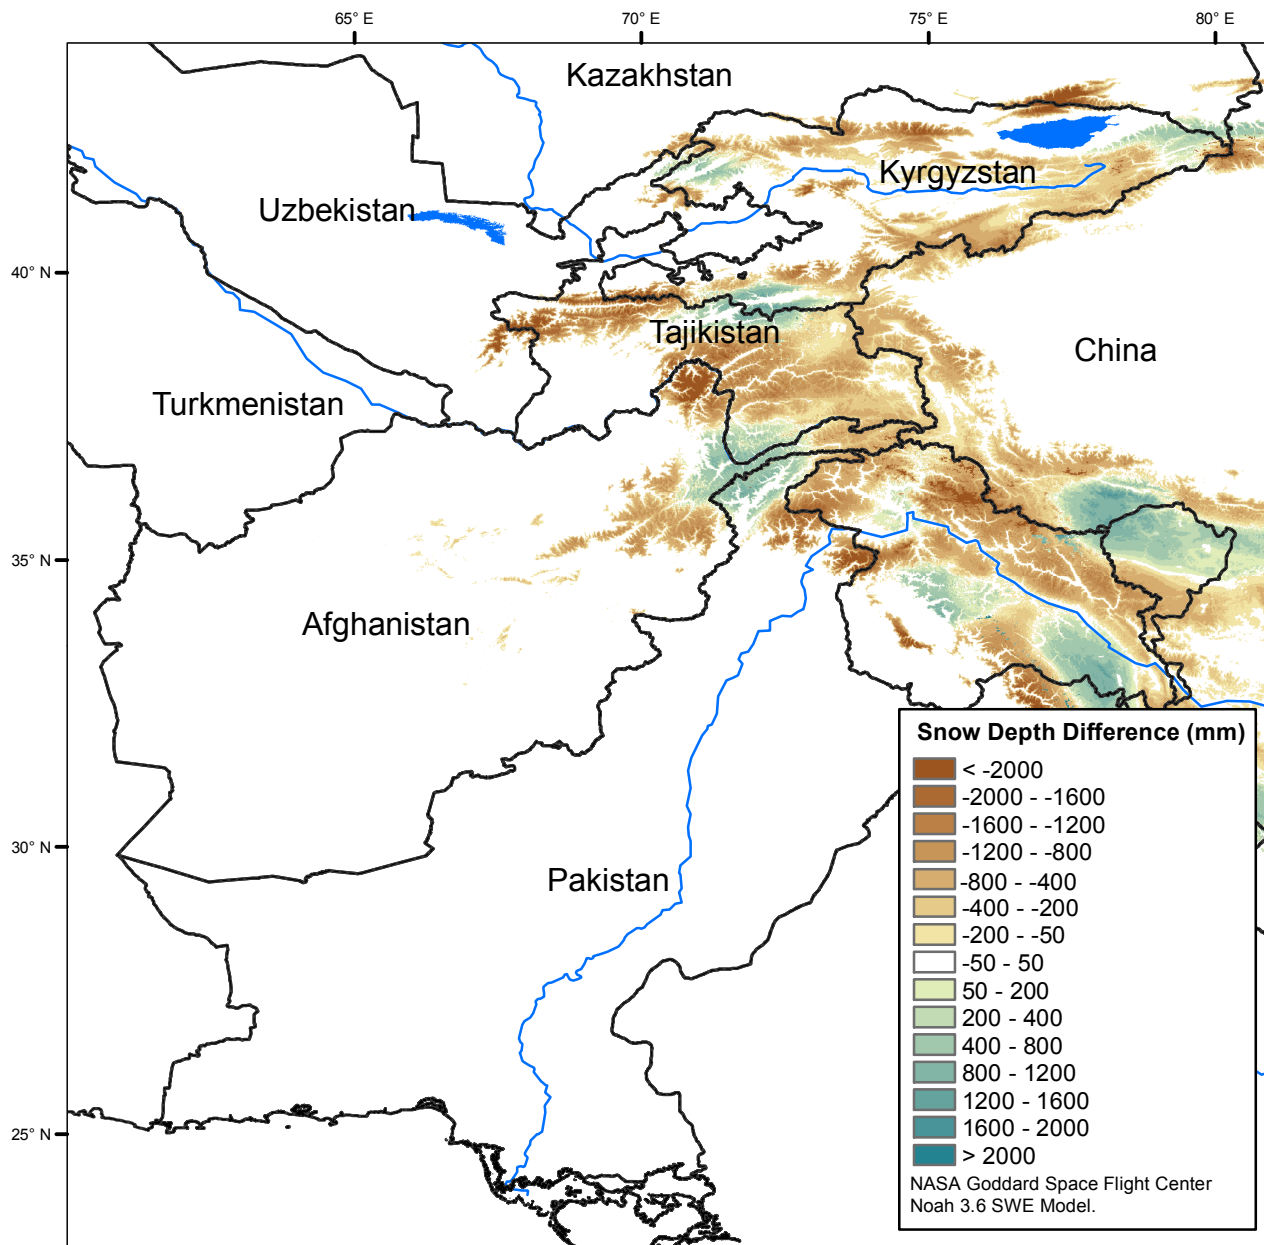 65° E
70° E
75° E
80° E
Kazakhstan
Kyrgyzstan
Uzbekistan
40° N
Tajikistan
China
Turkmenistan
35° N
Afghanistan
30° N
Pakistan
25° N
Snow Depth Difference (mm)
< -2000
-2000 - -1600
-1600 - -1200
-1200 - -800
-800 - -400
-400 - -200
-200 - -50
-50 - 50
50 - 200
200 - 400
400 - 800
800 - 1200
1200 - 1600
1600 - 2000
> 2000
NASA Goddard Space Flight Center
Noah 3.6 SWE Model.